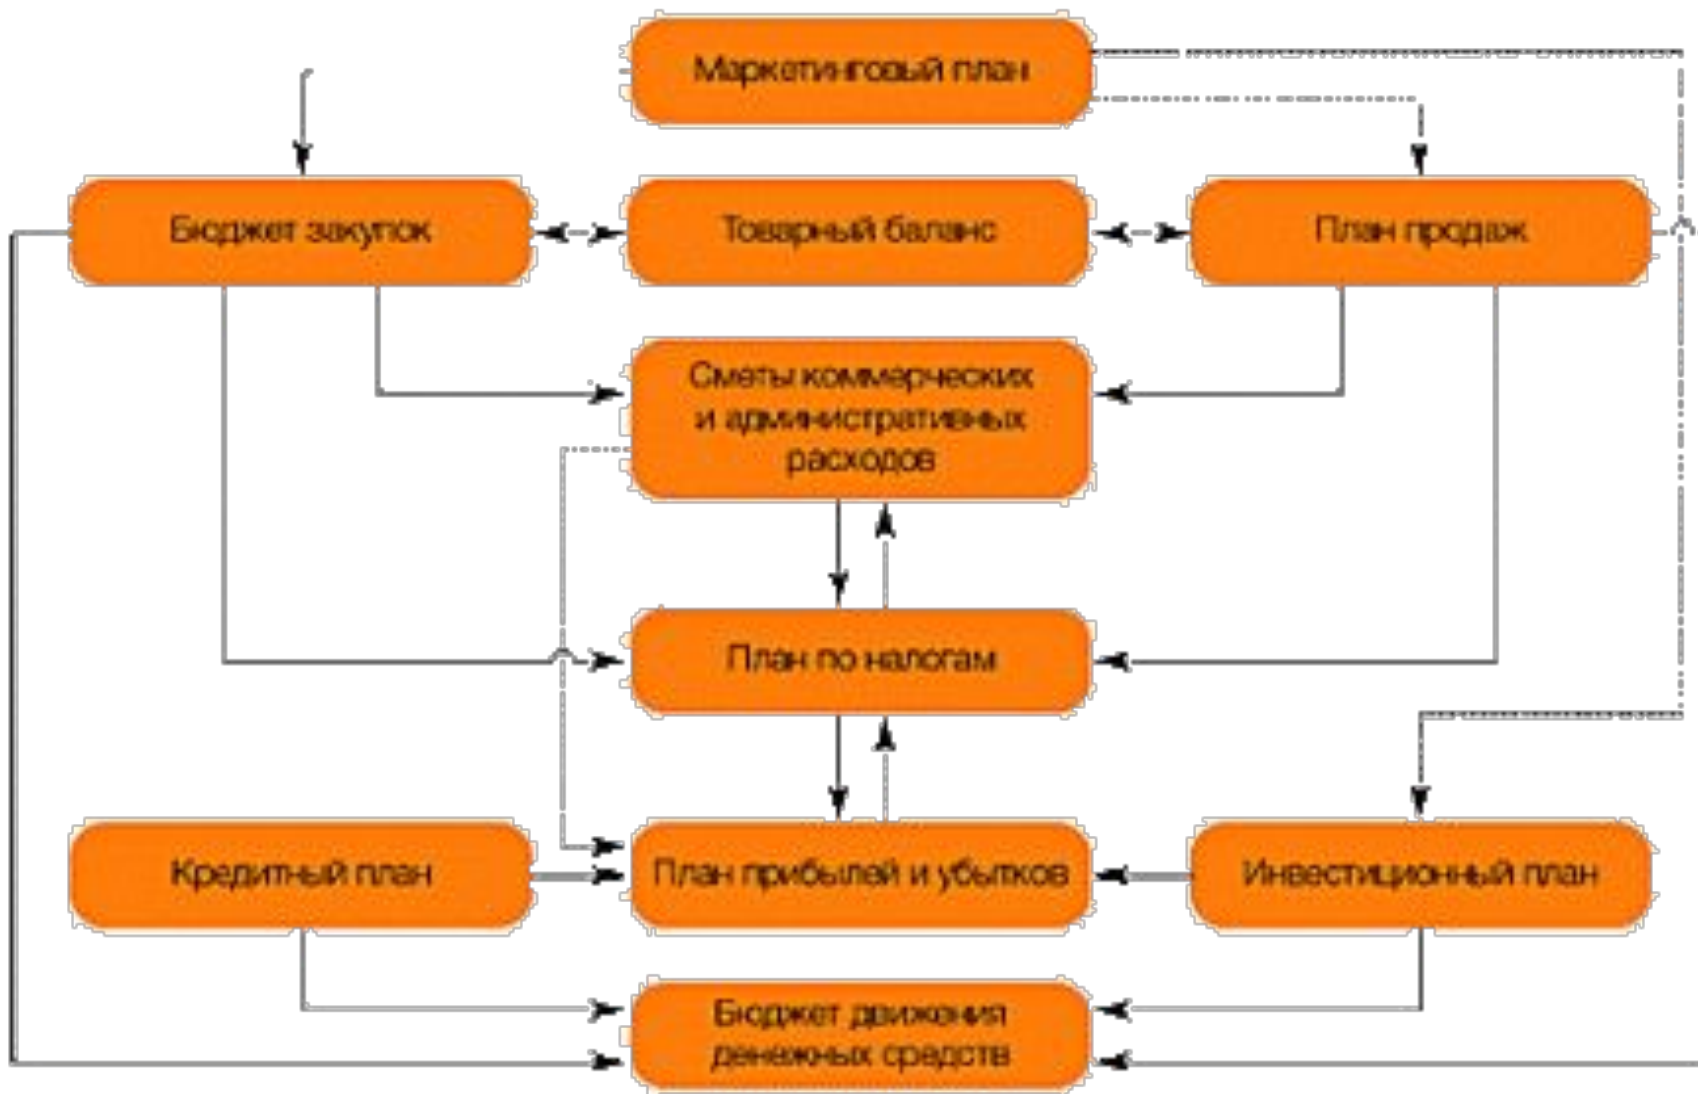 Маркетинговый план
Бюджет закупок
Товарный баланс
План продаж
Сметы коммерческих
и административных
расходов
План по налогам
Кредитный план
План прибылей и убытков
Инвестиционный план
Бюджет движения
денежных средств